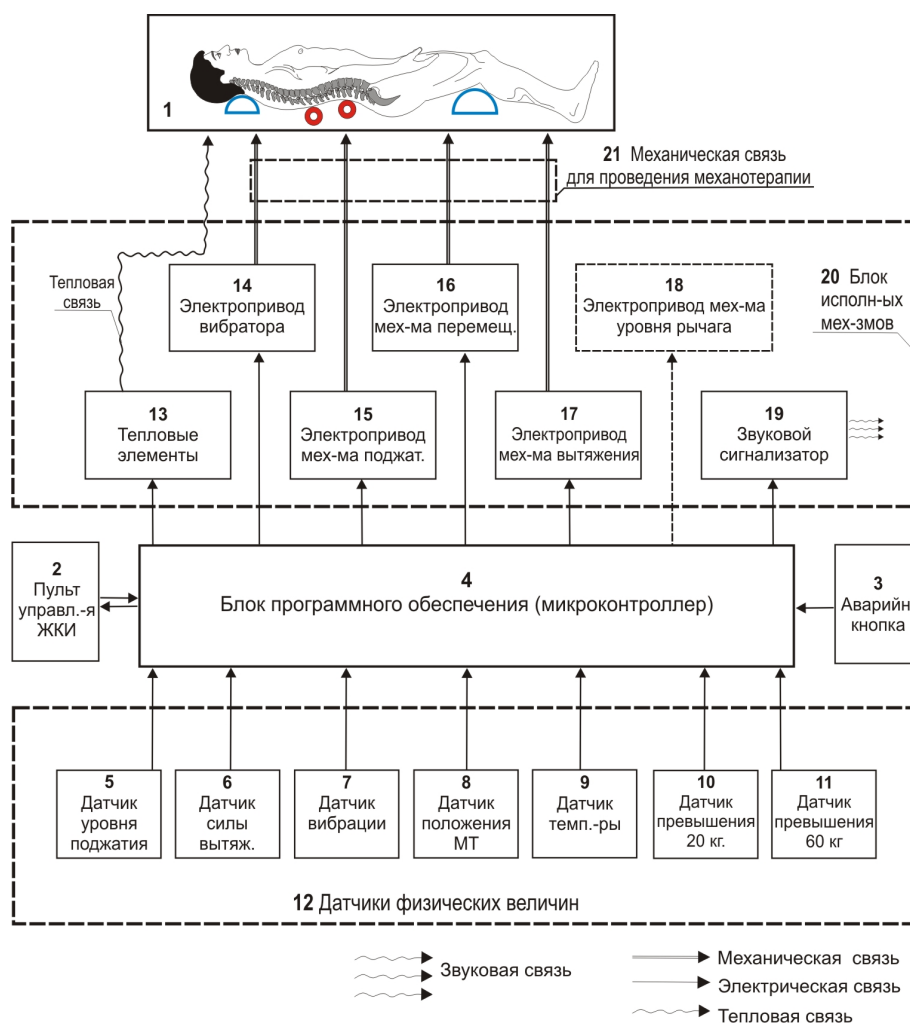 1
21 Механическая связь
для проведения механотерапии
Тепловая
связь
14
Электропривод
вибратора
16
Электропривод
мех-ма перемещ.
18
Электропривод мех-ма
уровня рычага
20 Блок
исполн-ых
мех-змов
13
Тепловые
элементы
15
Электропривод
мех-ма поджат.
17
Электропривод
мех-ма вытяжения
19
Звуковой
сигнализатор
2
Пульт
управл.-я
ЖКИ
4
Блок программного обеспечения (микроконтроллер)
3
Аварийн
кнопка
5
Датчик
уровня
поджатия
6
Датчик
силы
вытяж.
7
Датчик
вибрации
8
Датчик
положения
МТ
9
Датчик
темп.-ры
10
Датчик
превышения
20 кг.
11
Датчик
превышения
60 кг
12 Датчики физических величин
Звуковая связь
Механическая связь
Электрическая связь
Тепловая связь